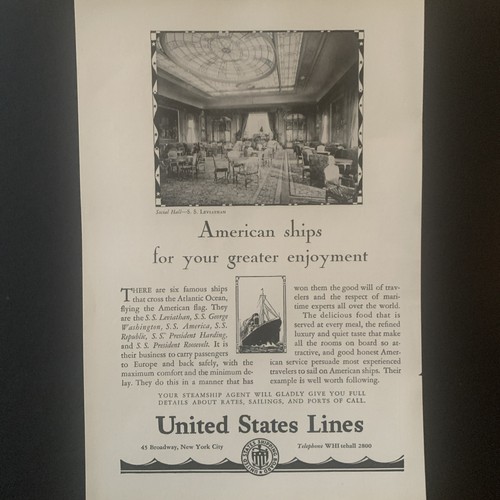 Social Hall—S. S. LEVIATHAN
American ships
for your greater enjoyment
THERE are six famous ships
that cross the Atlantic Ocean,
flying the American flag. They
are the S.S. Leviathan, S.S. George
Washington, S.S. America, S.S.
Republic, S.S. President Harding,
and S.S. President Roosevelt. It is
their business to carry passengers
to Europe and back safely, with the
maximum comfort and the minimum de-
lay. They do this in a manner that has
won them the good will of trav-
elers and the respect of mari-
time experts all over the world.
The delicious food that is
served at every meal, the refined
luxury and quiet taste that make
all the rooms on board so at-
tractive, and good honest Amer-
ican service persuade most experienced
travelers to sail on American ships. Their
example is well worth following.
YOUR STEAMSHIP AGENT WILL GLADLY GIVE YOU FULL
DETAILS ABOUT RATES, SAILINGS, AND PORTS OF CALL.
United States Lines
45 Broadway, New York City
Telephone WHItehall 2800
UNITED STATES SHIPPING BOARD